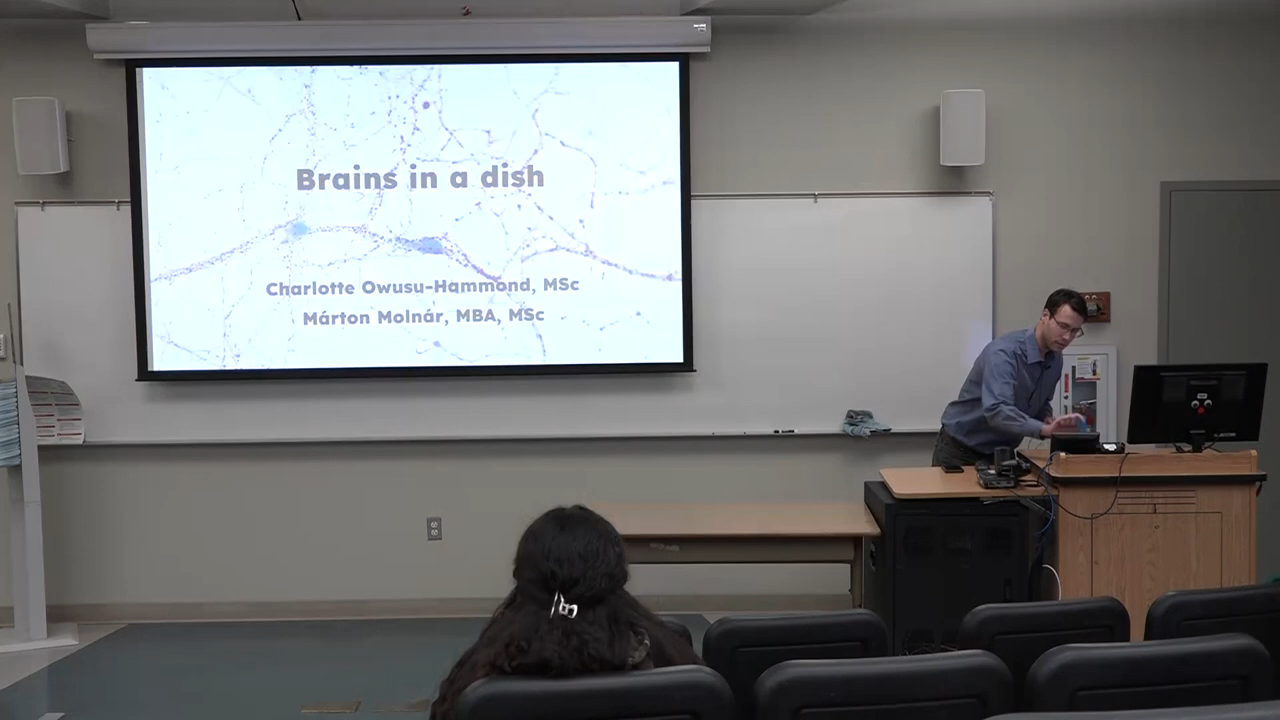 Brains in a dish
Charlotte Owusu-Hammond, MSc
Márton Molnár, MBA, MSc